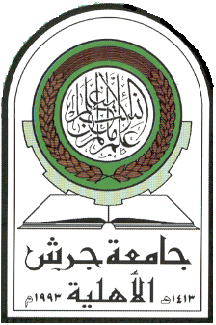 علم الإنسان ما لم يعلم
جامعة جرش
١٤١٣هـ الأهلية ١٩٩٣م